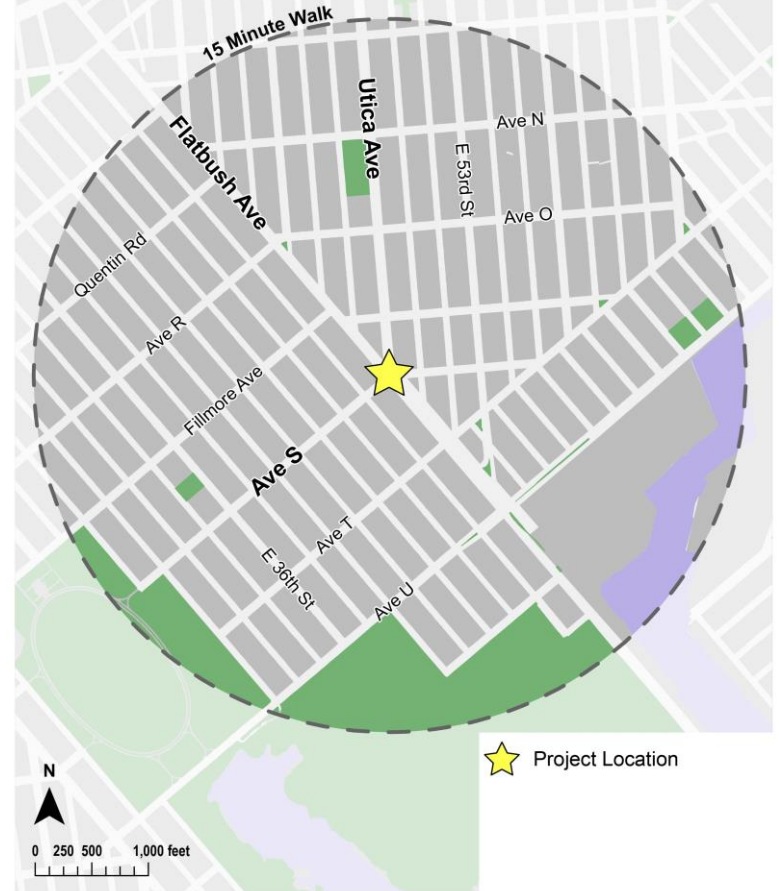 15 Minute Walk
Utica Ave
Flatbush Ave
Ave N
E 53rd St
Ave O
Quentin Rd
Ave R
Fillmore Ave
Ave S
Ave T
E 36th St
Ave U
Project Location
N
0 250 500 1,000 feet